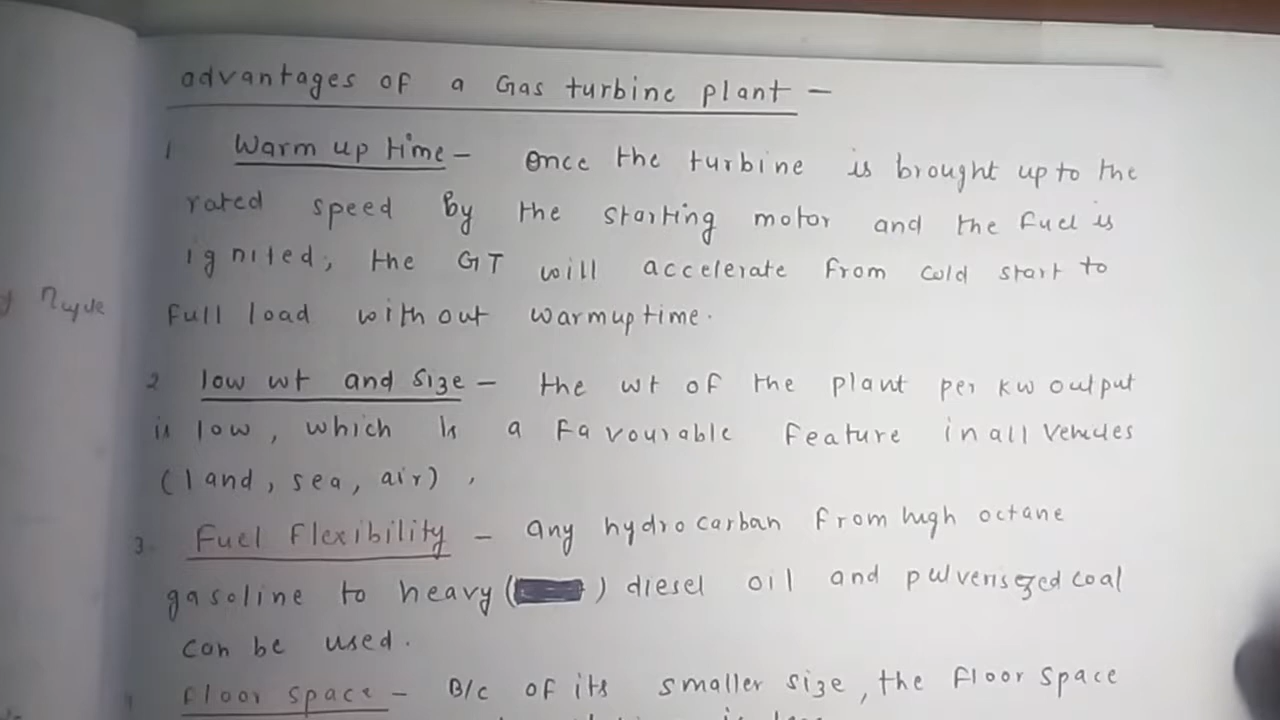 advantages of a Gas turbine plant -
1 Warm up time - Once the turbine is brought up to the
rated speed by the starting motor and the fuel is
ignited, the GT will accelerate from cold start to
full load without warmup time.
2 low wt and size - the wt of the plant per kw output
is low, which is a favourable feature in all vehicles
(land, sea, air),
3. Fuel Flexibility - any hydrocarban from high octane
gasoline to heavy ( ) diesel oil and pulveriszed coal
can be used.
floor space - B/c of its smaller size, the floor space